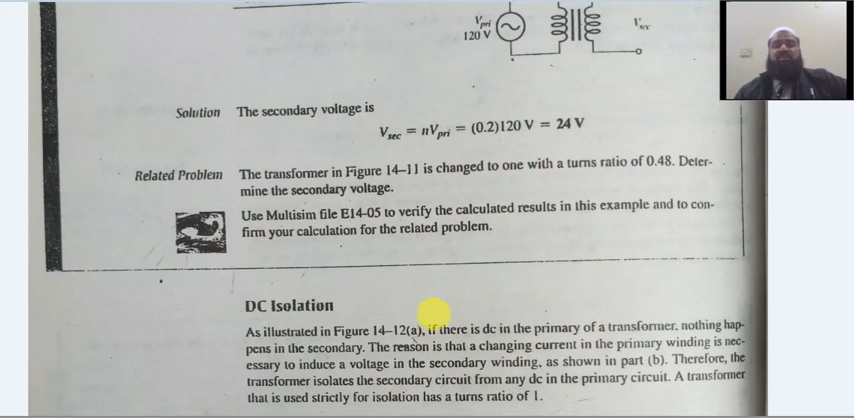 Vpri
120 V
Vsec
Solution The secondary voltage is
Vsec = nVpri = (0.2)120 V = 24 V
Related Problem The transformer in Figure 14–11 is changed to one with a turns ratio of 0.48. Deter-
mine the secondary voltage.
Use Multisim file E14-05 to verify the calculated results in this example and to con-
firm your calculation for the related problem.
DC Isolation
As illustrated in Figure 14–12(a), if there is dc in the primary of a transformer, nothing hap-
pens in the secondary. The reason is that a changing current in the primary winding is nec-
essary to induce a voltage in the secondary winding, as shown in part (b). Therefore, the
transformer isolates the secondary circuit from any dc in the primary circuit. A transformer
that is used strictly for isolation has a turns ratio of 1.